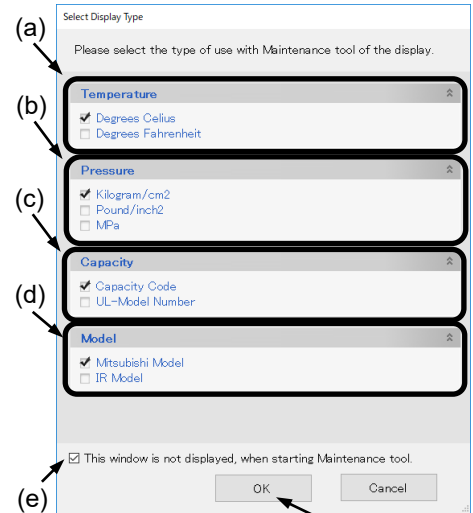 Select Display Type
(a)
Please select the type of use with Maintenance tool of the display.
Temperature
Degrees Celius
Degrees Fahrenheit
(b)
Pressure
Kilogram/cm2
Pound/inch2
MPa
(c)
Capacity
Capacity Code
UL-Model Number
(d)
Model
Mitsubishi Model
IR Model
This window is not displayed, when starting Maintenance tool.
(e)
OK
Cancel